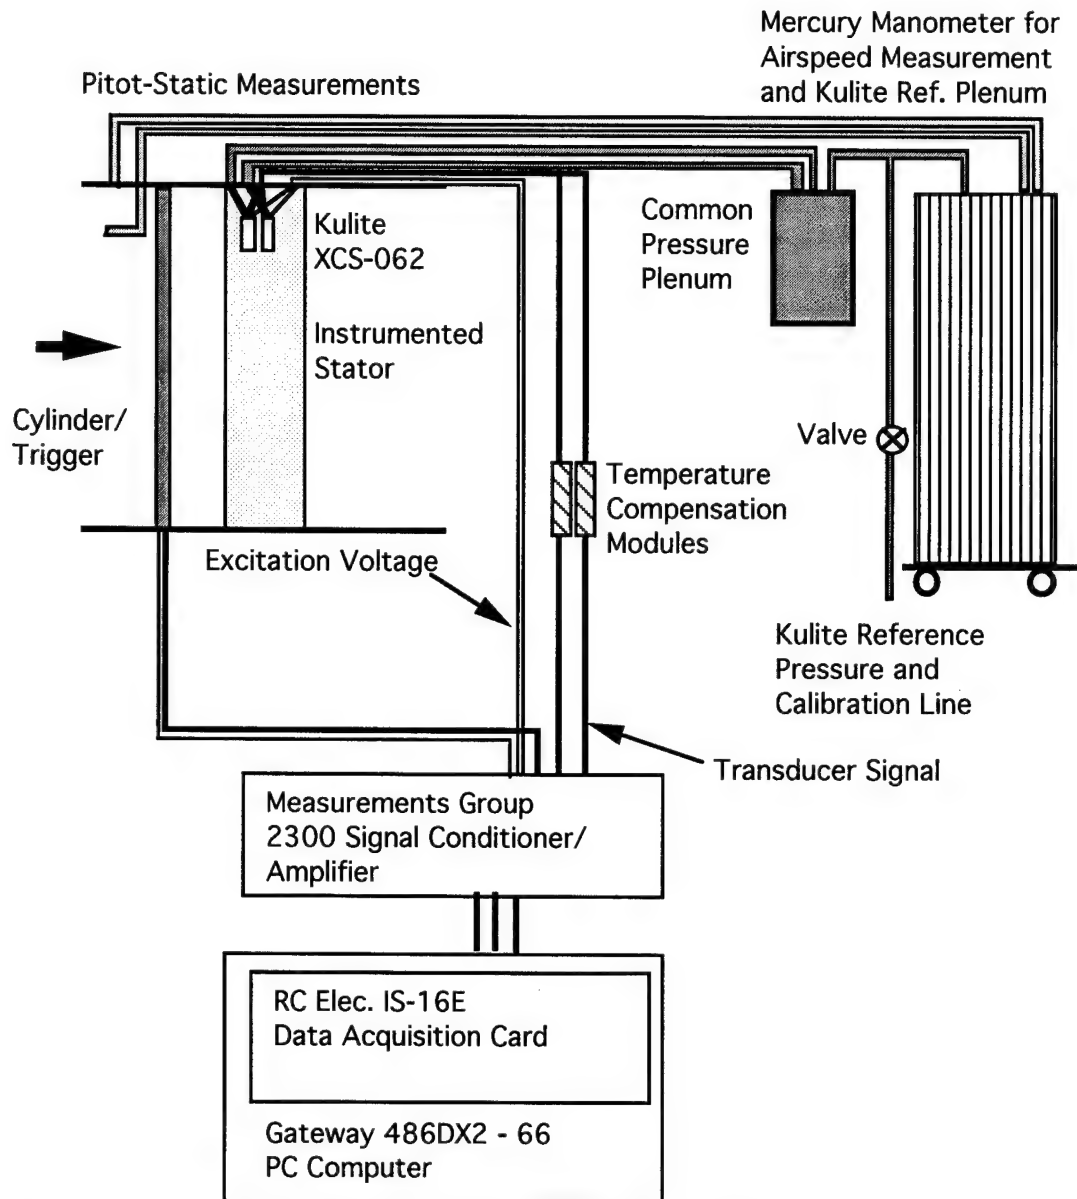 Mercury Manometer for
Airspeed Measurement
and Kulite Ref. Plenum
Pitot-Static Measurements
Kulite
XCS-062
Common
Pressure
Plenum
Instrumented
Stator
Cylinder/
Trigger
Valve
Temperature
Compensation
Modules
Excitation Voltage
Kulite Reference
Pressure and
Calibration Line
Transducer Signal
Measurements Group
2300 Signal Conditioner/
Amplifier
RC Elec. IS-16E
Data Acquisition Card
Gateway 486DX2 - 66
PC Computer